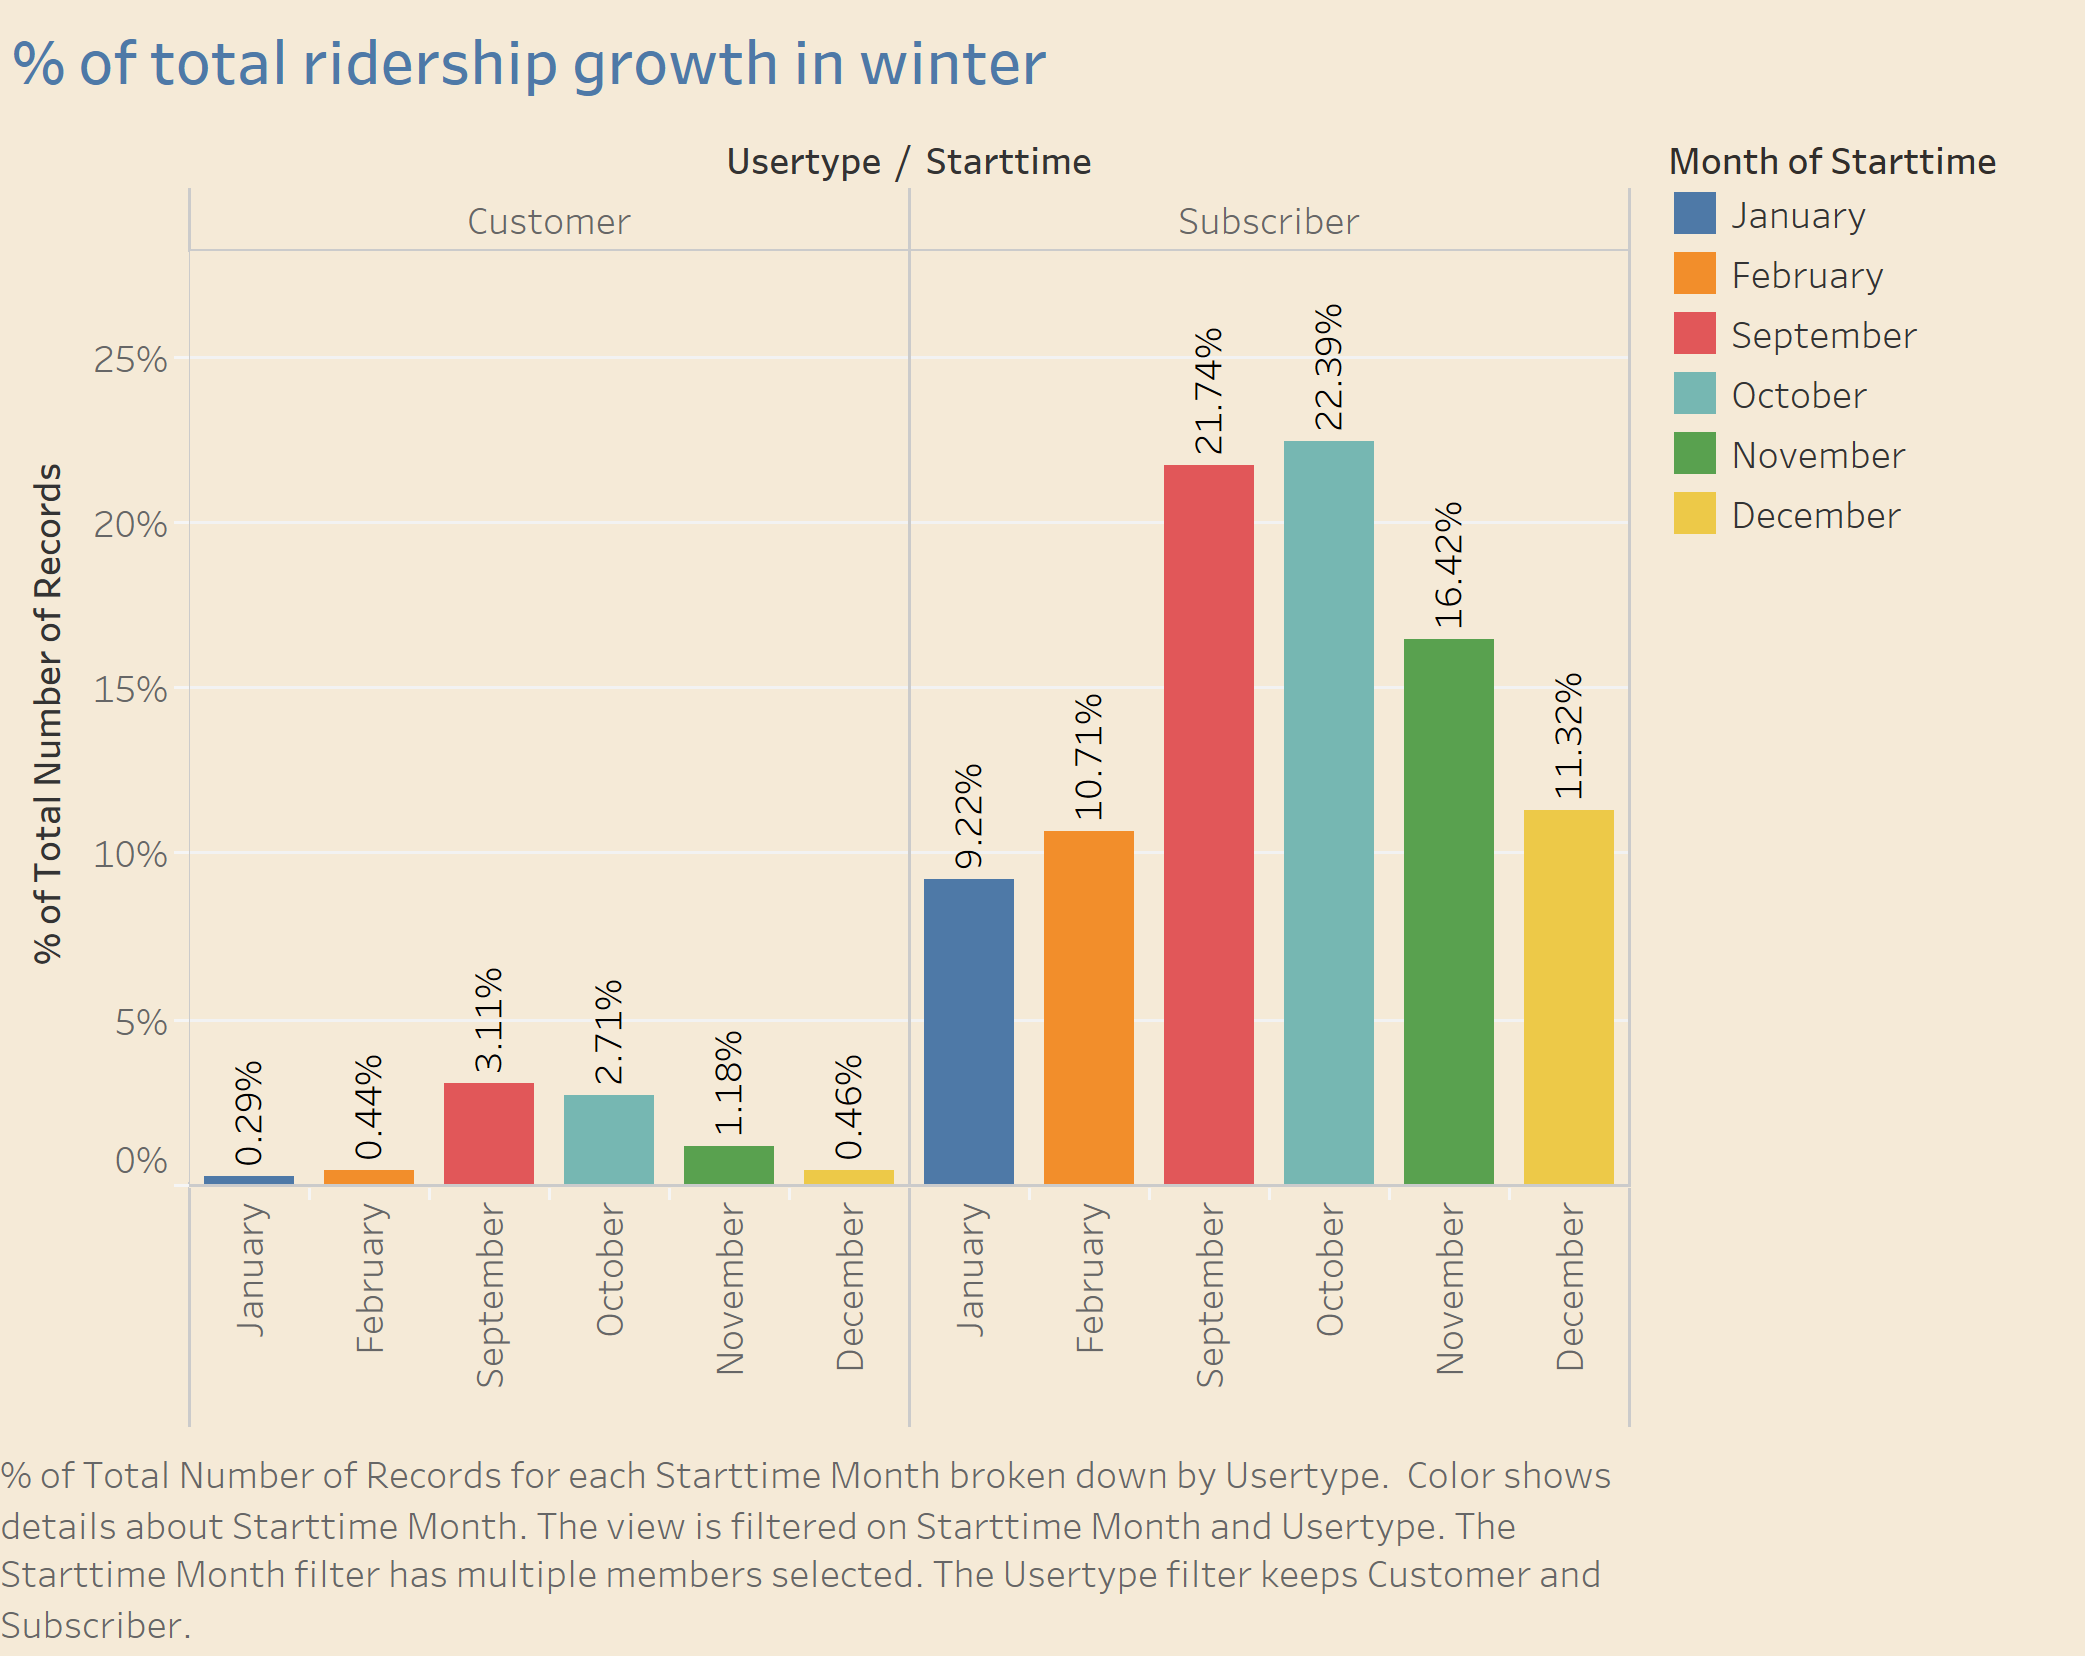 % of total ridership growth in winter
Usertype / Starttime
Customer
Subscriber
% of Total Number of Records
25%
20%
15%
10%
5%
0%
0.29%
0.44%
3.11%
2.71%
1.18%
0.46%
9.22%
10.71%
21.74%
22.39%
16.42%
11.32%
January
February
September
October
November
December
January
February
September
October
November
December
Month of Starttime
January
February
September
October
November
December
% of Total Number of Records for each Starttime Month broken down by Usertype.  Color shows
details about Starttime Month. The view is filtered on Starttime Month and Usertype. The
Starttime Month filter has multiple members selected. The Usertype filter keeps Customer and
Subscriber.